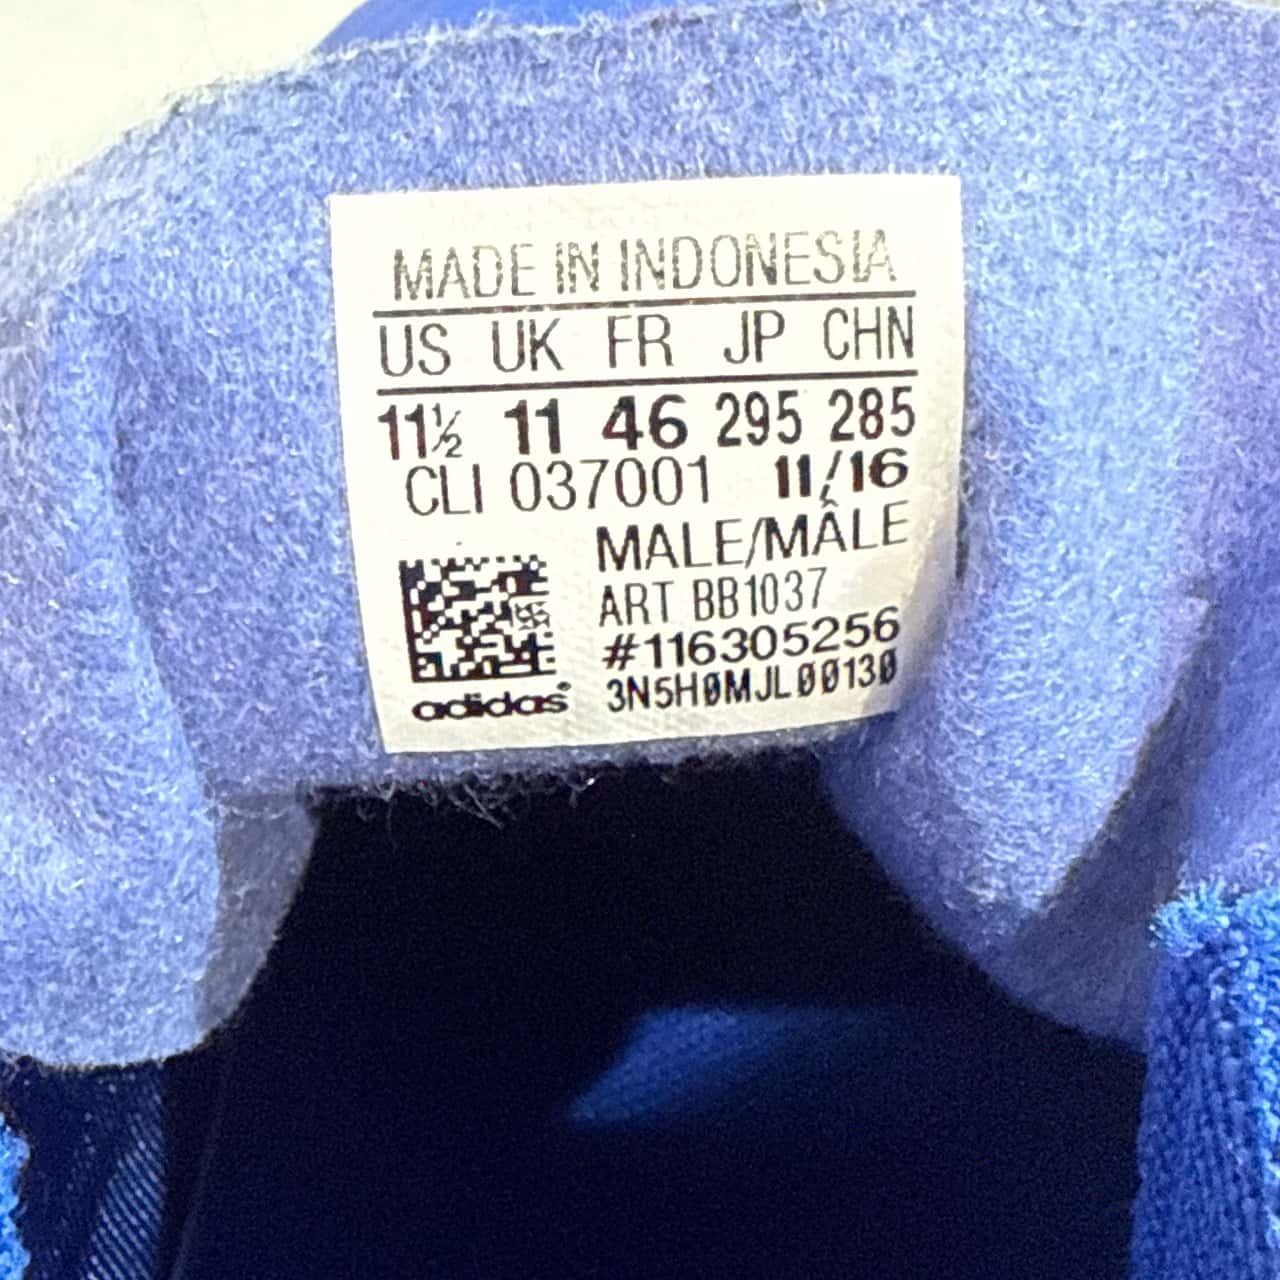 MADE IN INDONESIA
US UK FR JP CHN
11½ 11 46 295 285
CLI 037001 11/16
MALE/MÂLE
ART BB1037
#116305256
3N5H0MJL00130
adidas®